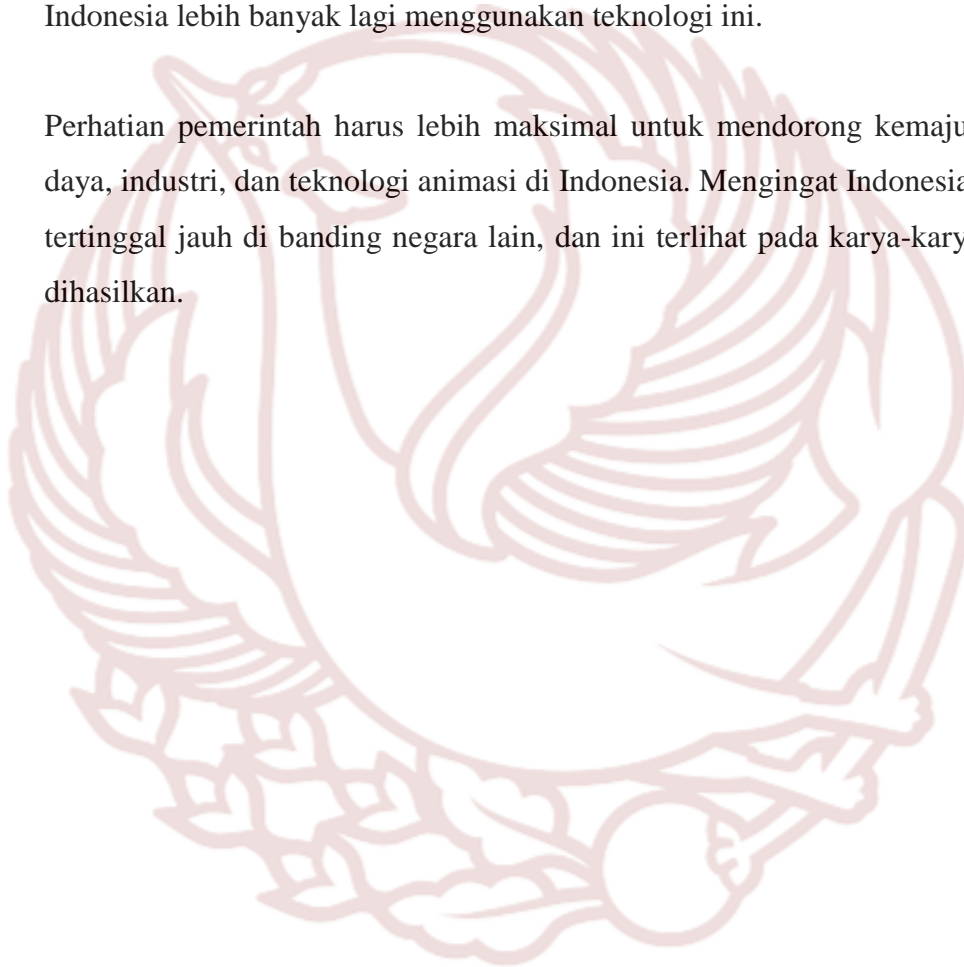 Indonesia lebih banyak lagi menggunakan teknologi ini.
Perhatian pemerintah harus lebih maksimal untuk mendorong kemaju
daya, industri, dan teknologi animasi di Indonesia. Mengingat Indonesia
tertinggal jauh di banding negara lain, dan ini terlihat pada karya-kary
dihasilkan.